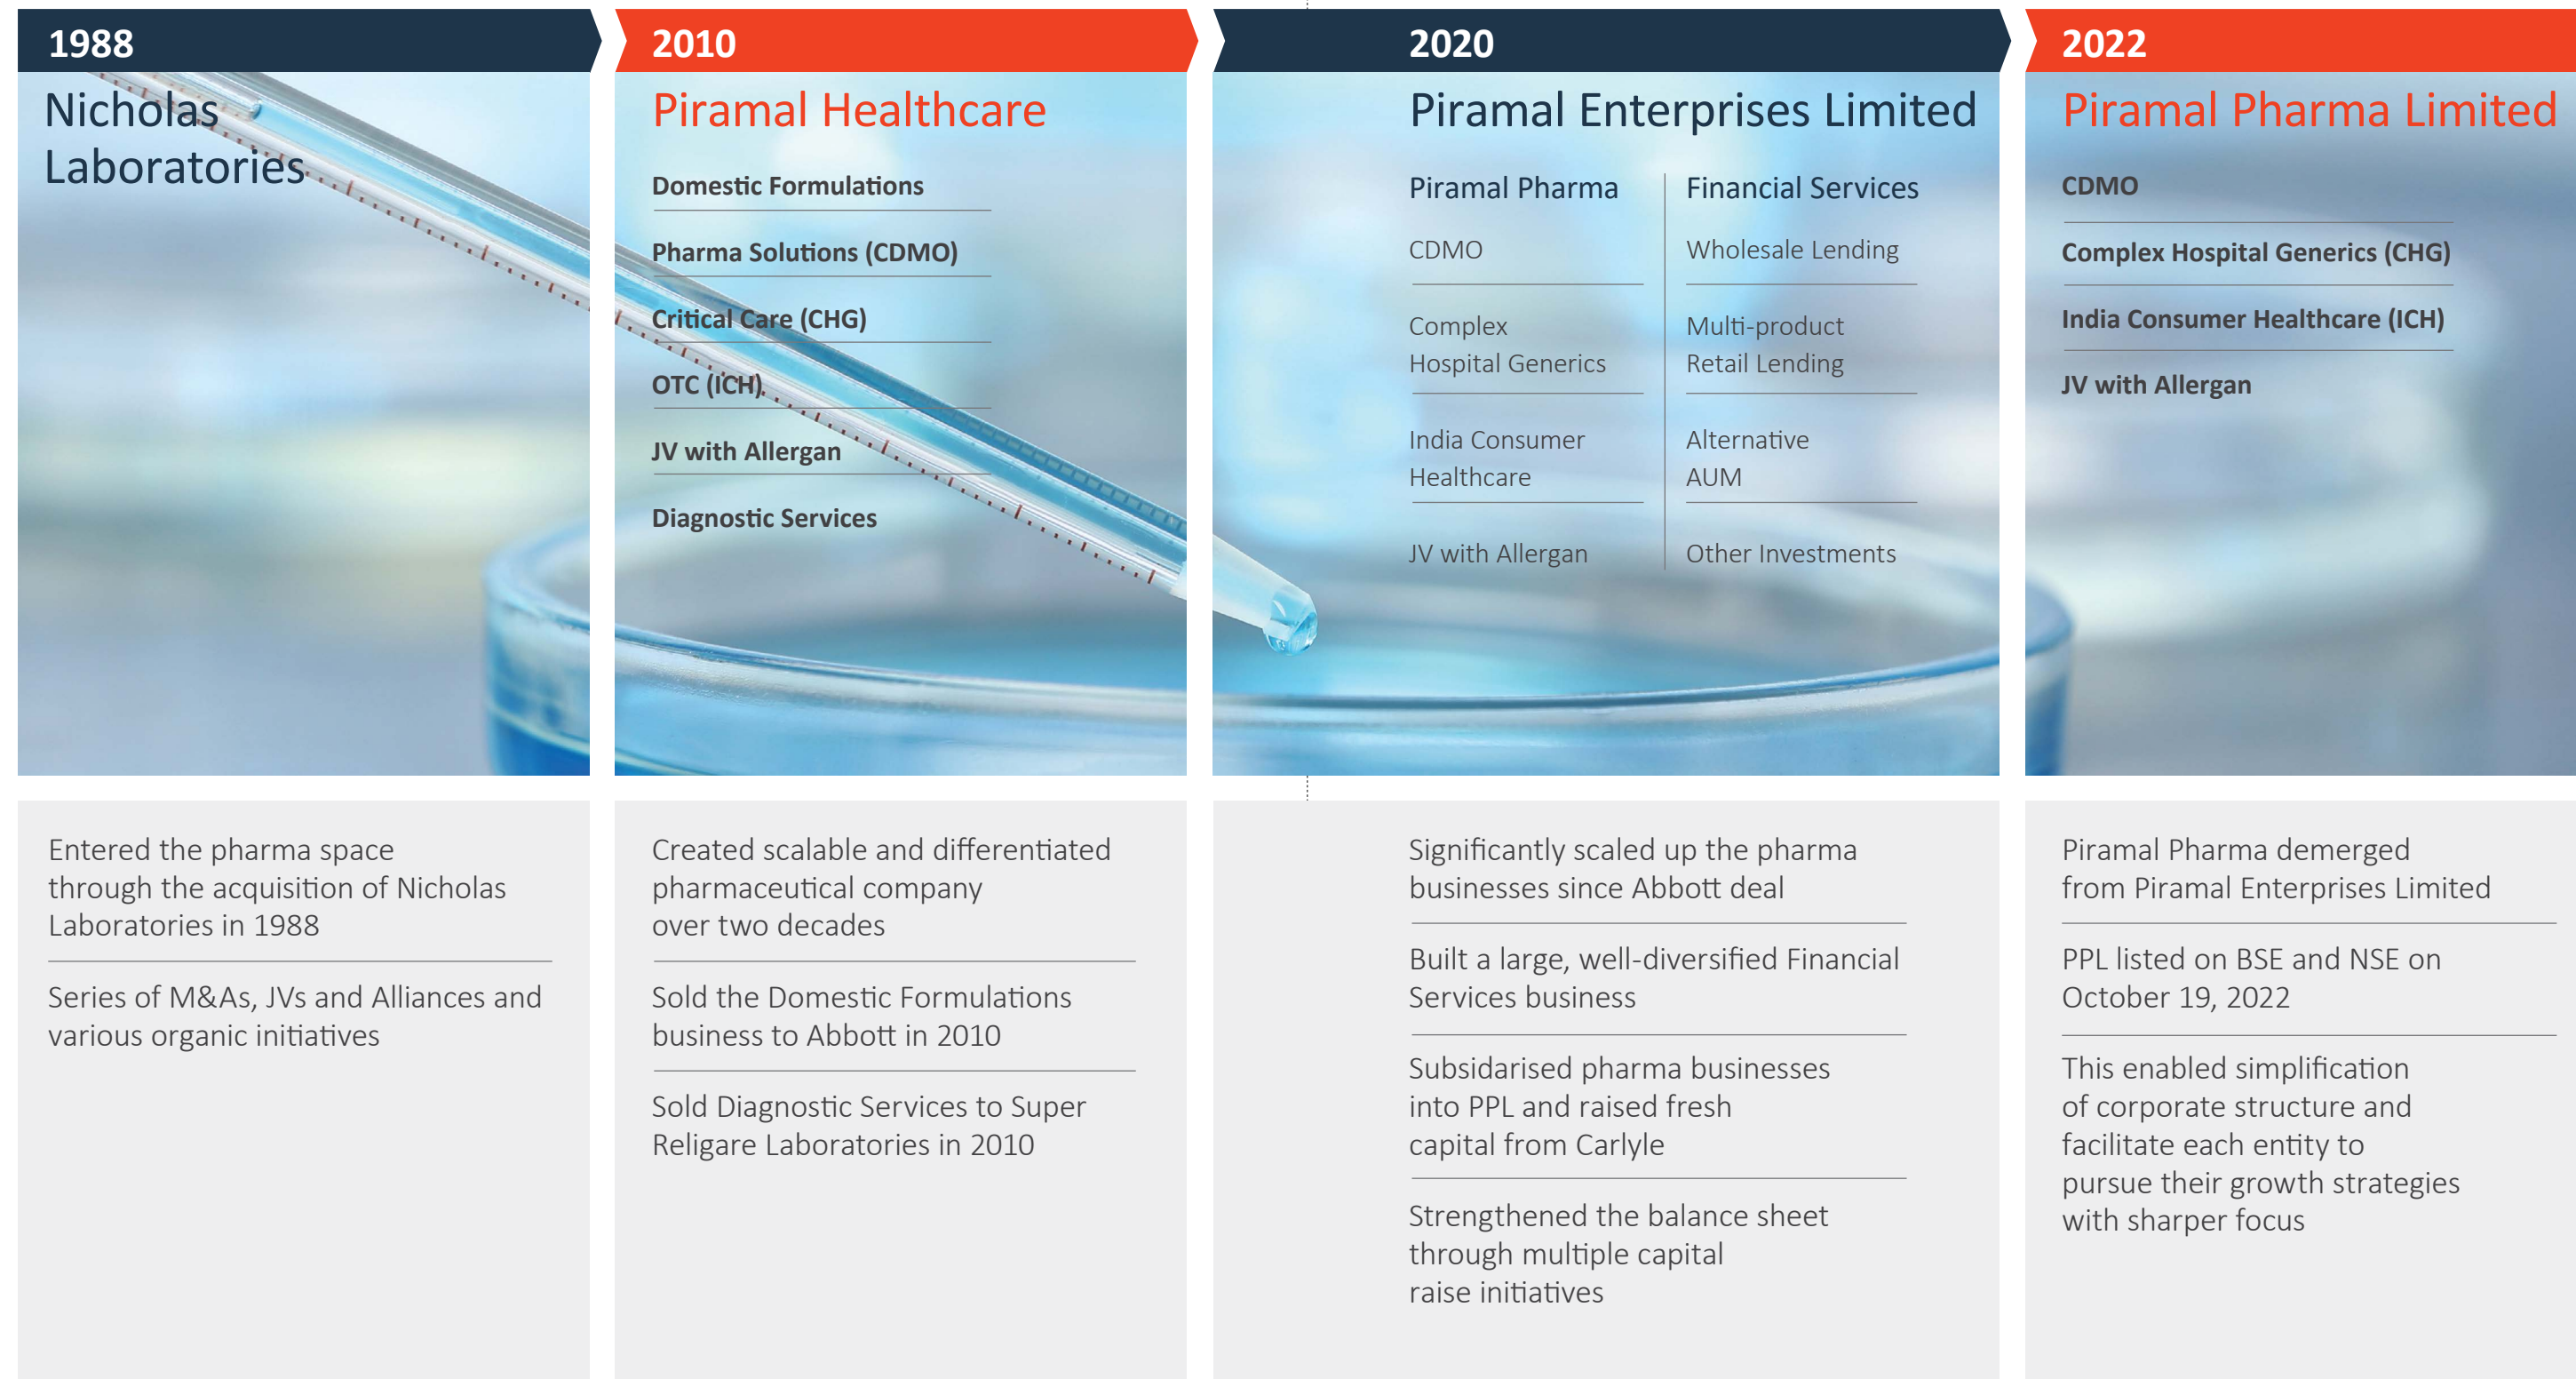 1988
Nicholas
Laboratories
Entered the pharma space
through the acquisition of Nicholas
Laboratories in 1988
Series of M&As, JVs and Alliances and
various organic initiatives
2010
Piramal Healthcare
Domestic Formulations
Pharma Solutions (CDMO)
Critical Care (CHG)
OTC (ICH)
JV with Allergan
Diagnostic Services
Created scalable and differentiated
pharmaceutical company
over two decades
Sold the Domestic Formulations
business to Abbott in 2010
Sold Diagnostic Services to Super
Religare Laboratories in 2010
2020
Piramal Enterprises Limited
Piramal Pharma
CDMO
Complex
Hospital Generics
India Consumer
Healthcare
JV with Allergan
Financial Services
Wholesale Lending
Multi-product
Retail Lending
Alternative
AUM
Other Investments
Significantly scaled up the pharma
businesses since Abbott deal
Built a large, well-diversified Financial
Services business
Subsidarised pharma businesses
into PPL and raised fresh
capital from Carlyle
Strengthened the balance sheet
through multiple capital
raise initiatives
2022
Piramal Pharma Limited
CDMO
Complex Hospital Generics (CHG)
India Consumer Healthcare (ICH)
JV with Allergan
Piramal Pharma demerged
from Piramal Enterprises Limited
PPL listed on BSE and NSE on
October 19, 2022
This enabled simplification
of corporate structure and
facilitate each entity to
pursue their growth strategies
with sharper focus